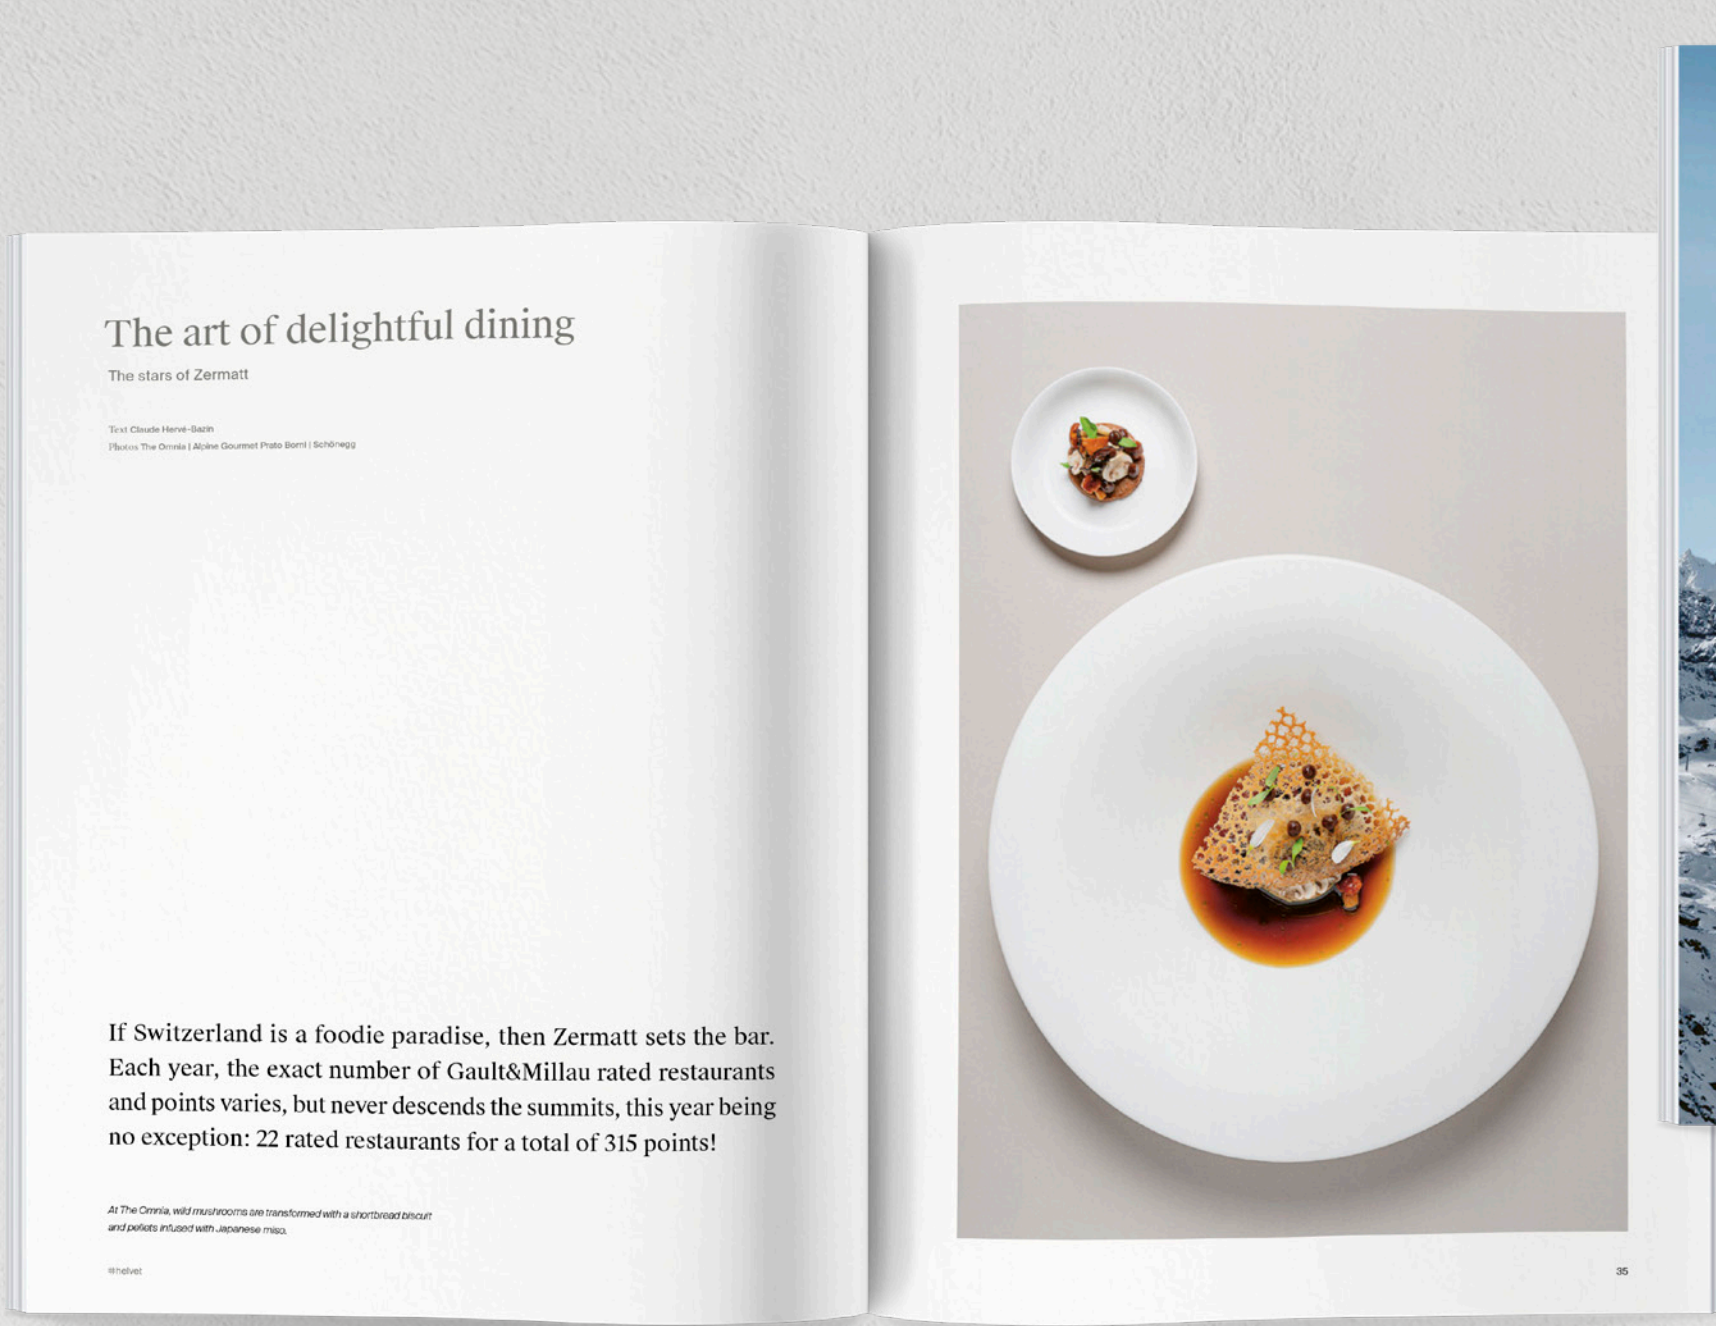 The art of delightful dining
The stars of Zermatt
Text Claude Hervé-Bazin
Photos The Omnia | Alpine Gourmet Prato Borni | Schönegg
If Switzerland is a foodie paradise, then Zermatt sets the bar.
Each year, the exact number of Gault&Millau rated restaurants
and points varies, but never descends the summits, this year being
no exception: 22 rated restaurants for a total of 315 points!
At The Omnia, wild mushrooms are transformed with a shortbread biscuit
and pellets infused with Japanese miso.
#helvet
35